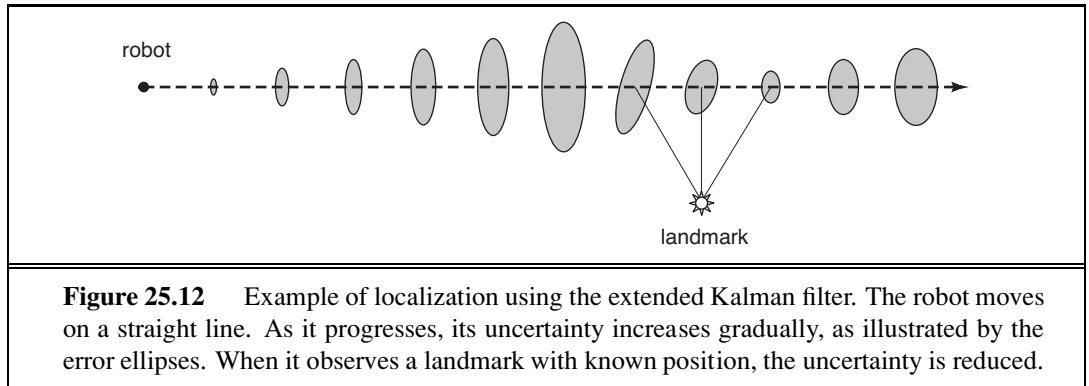 robot
landmark
Figure 25.12 Example of localization using the extended Kalman filter. The robot moves
on a straight line. As it progresses, its uncertainty increases gradually, as illustrated by the
error ellipses. When it observes a landmark with known position, the uncertainty is reduced.